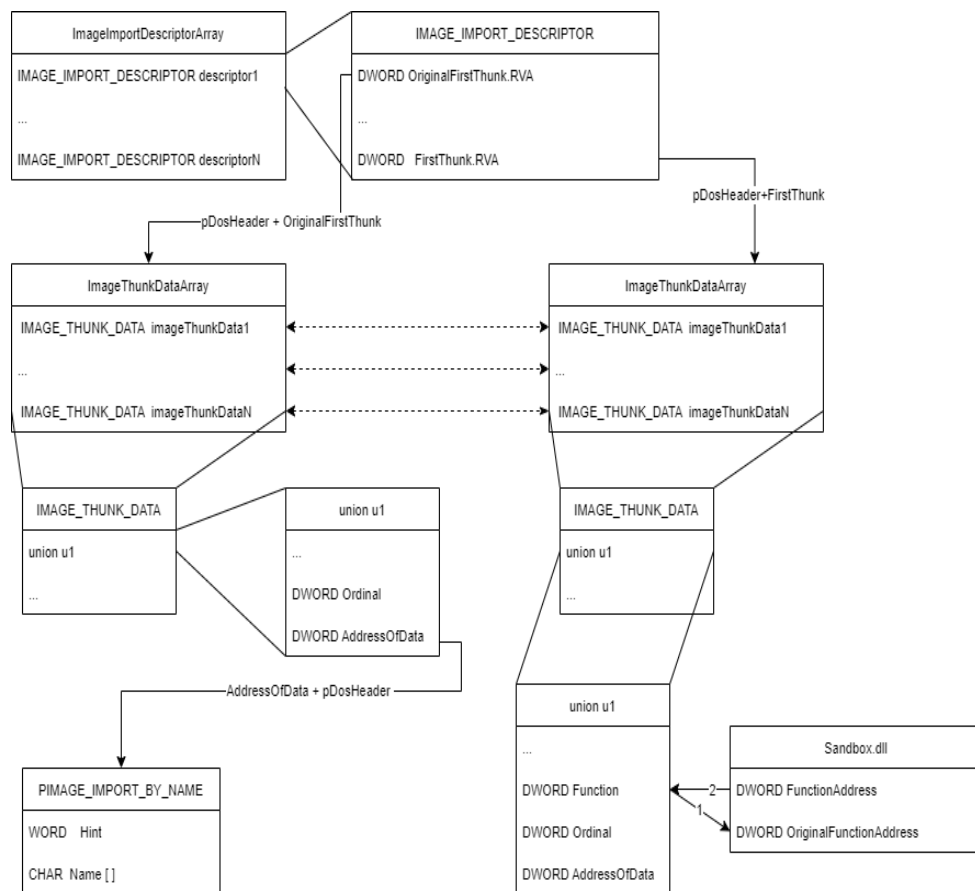 ImageImportDescriptorArray
IMAGE_IMPORT_DESCRIPTOR descriptor1
...
IMAGE_IMPORT_DESCRIPTOR descriptorN
IMAGE_IMPORT_DESCRIPTOR
DWORD OriginalFirstThunk.RVA
...
DWORD FirstThunk.RVA
pDosHeader + OriginalFirstThunk
pDosHeader+FirstThunk
ImageThunkDataArray
IMAGE_THUNK_DATA imageThunkData1
...
IMAGE_THUNK_DATA imageThunkDataN
ImageThunkDataArray
IMAGE_THUNK_DATA imageThunkData1
...
IMAGE_THUNK_DATA imageThunkDataN
IMAGE_THUNK_DATA
union u1
...
union u1
...
DWORD Ordinal
DWORD AddressOfData
IMAGE_THUNK_DATA
union u1
...
AddressOfData + pDosHeader
PIMAGE_IMPORT_BY_NAME
WORD Hint
CHAR Name [ ]
union u1
...
DWORD Function
DWORD Ordinal
DWORD AddressOfData
2
1
Sandbox.dll
DWORD FunctionAddress
DWORD OriginalFunctionAddress